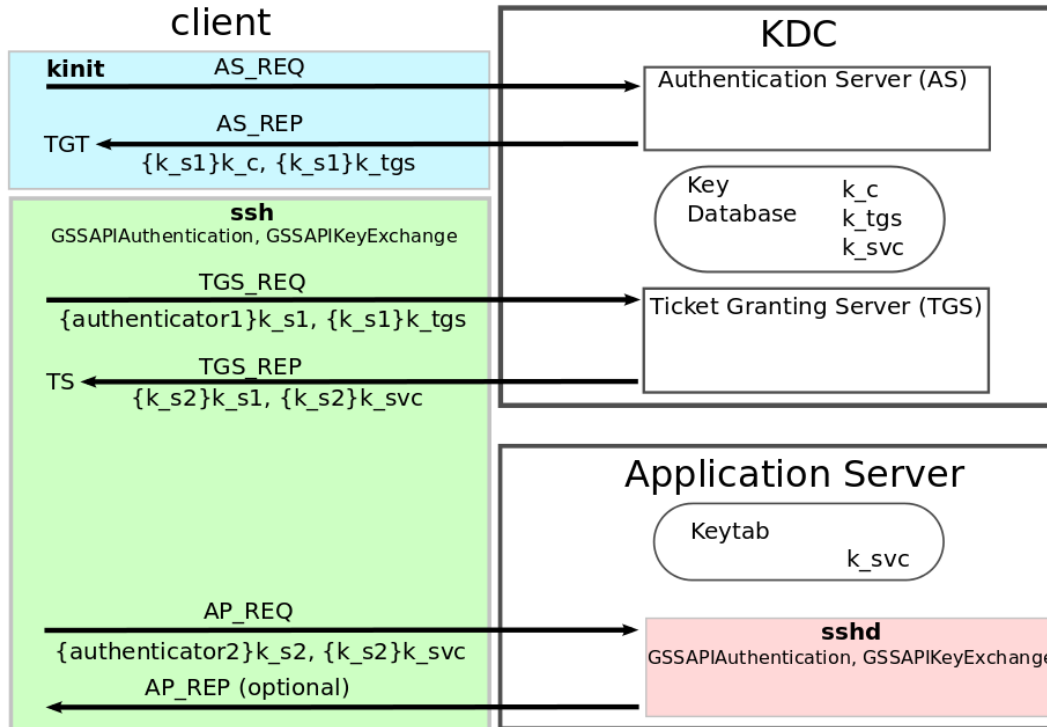 client
KDC
kinit
AS_REQ
Authentication Server (AS)
AS_REP
TGT
{k_s1}k_c, {k_s1}k_tgs
Key
Database
k_c
k_tgs
k_svc
ssh
GSSAPIAuthentication, GSSAPIKeyExchange
TGS_REQ
{authenticator1}k_s1, {k_s1}k_tgs
Ticket Granting Server (TGS)
TGS_REP
TS
{k_s2}k_s1, {k_s2}k_svc
Application Server
Keytab
k_svc
AP_REQ
{authenticator2}k_s2, {k_s2}k_svc
sshd
GSSAPIAuthentication, GSSAPIKeyExchange
AP_REP (optional)